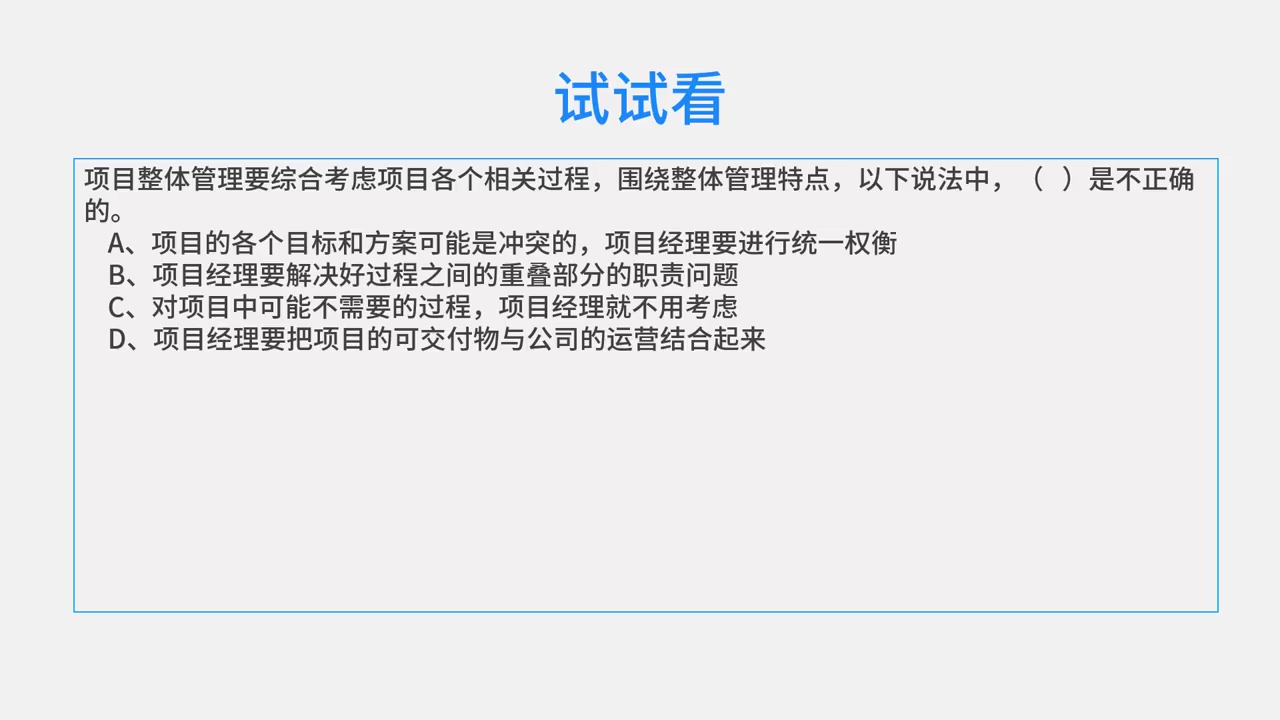 试试看
项目整体管理要综合考虑项目各个相关过程，围绕整体管理特点，以下说法中，（  ）是不正确
的。
A、项目的各个目标和方案可能是冲突的，项目经理要进行统一权衡
B、项目经理要解决好过程之间的重叠部分的职责问题
C、对项目中可能不需要的过程，项目经理就不用考虑
D、项目经理要把项目的可交付物与公司的运营结合起来